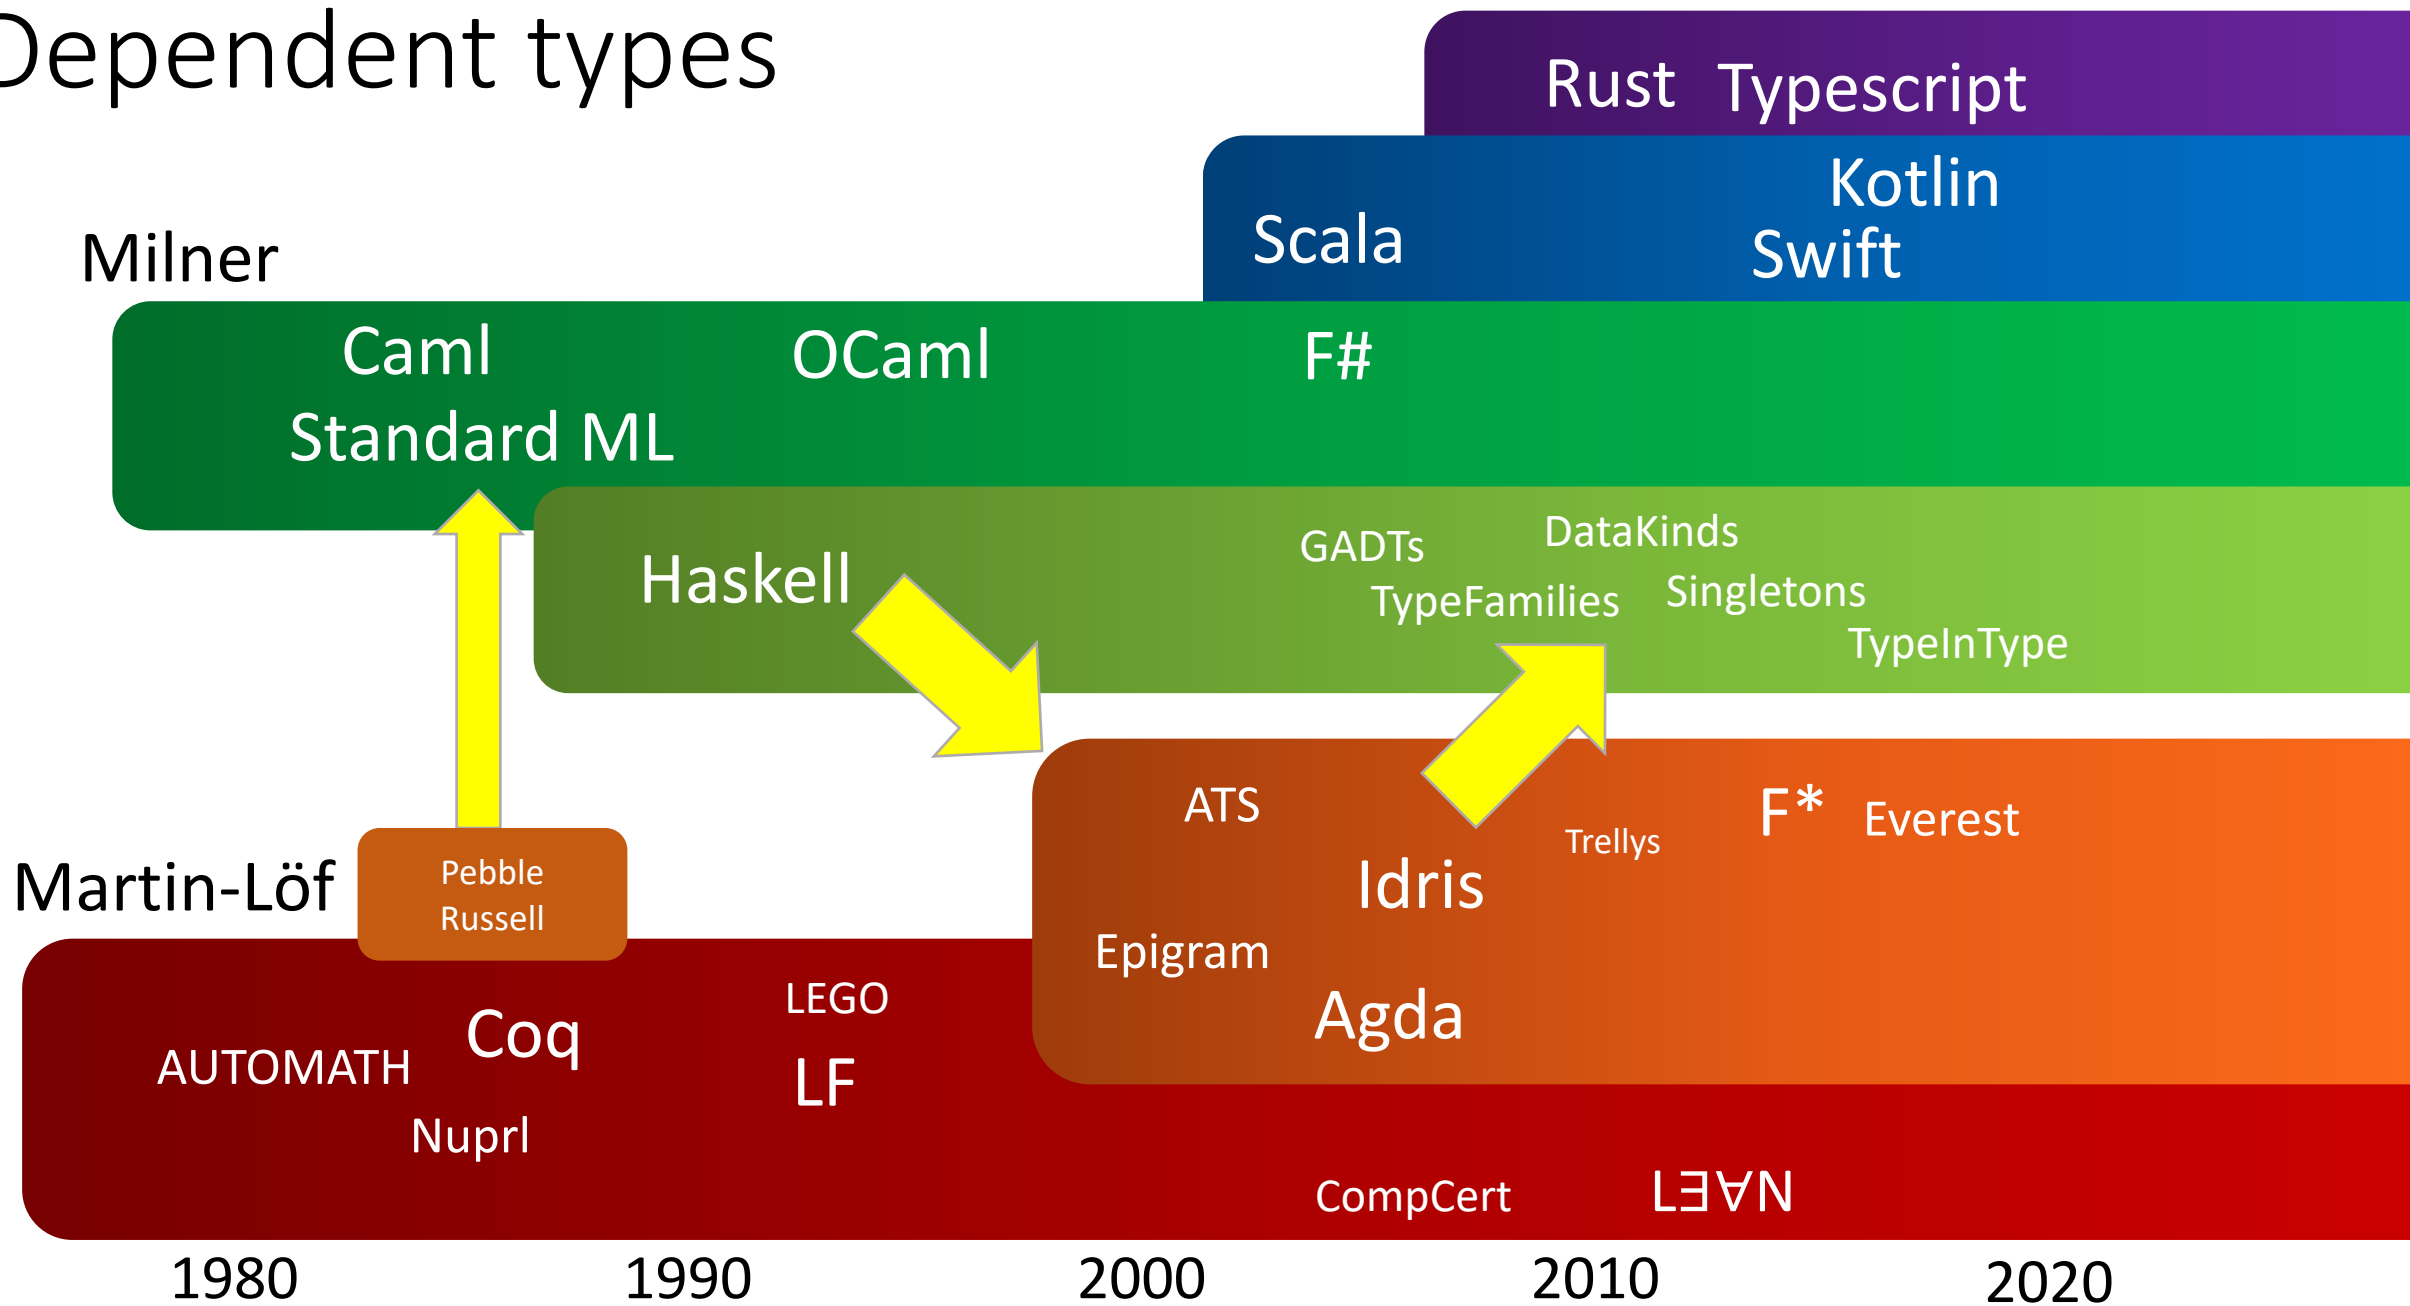 Dependent types
Rust Typescript
Kotlin
Scala
Swift
Milner
Caml OCaml F#
Standard ML
Haskell
GADTs DataKinds
TypeFamilies Singletons
TypeInType
ATS F* Everest
Trellys
Idris
Martin-Löf
Pebble
Russell
Epigram
Agda
LEGO
Coq
AUTOMATH LF
Nuprl
CompCert L∃∀N
1980 1990 2000 2010 2020